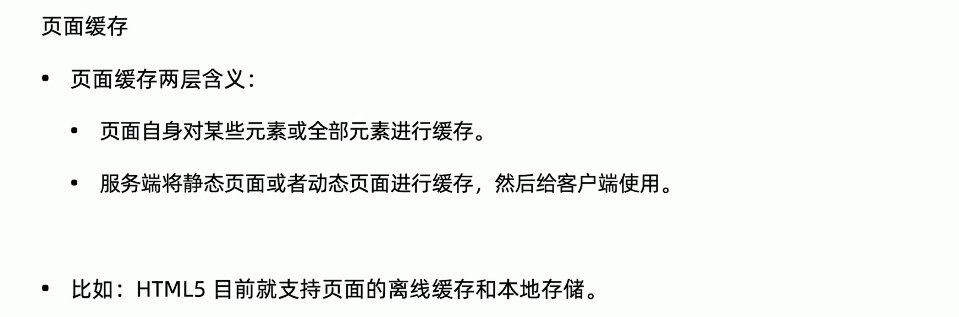 页面缓存
• 页面缓存两层含义：
• 页面自身对某些元素或全部元素进行缓存。
• 服务端将静态页面或者动态页面进行缓存，然后给客户端使用。
• 比如：HTML5 目前就支持页面的离线缓存和本地存储。